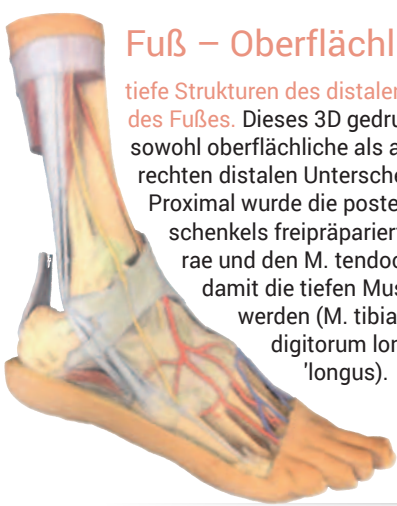 Fuß – Oberflächl
tiefe Strukturen des distalen
des Fußes. Dieses 3D gedru
sowohl oberflächliche als a
rechten distalen Untersche
Proximal wurde die poste
schenkels freipräpariert
rae und den M. tendoc
damit die tiefen Mus
werden (M. tibia
digitorum lon
'longus).